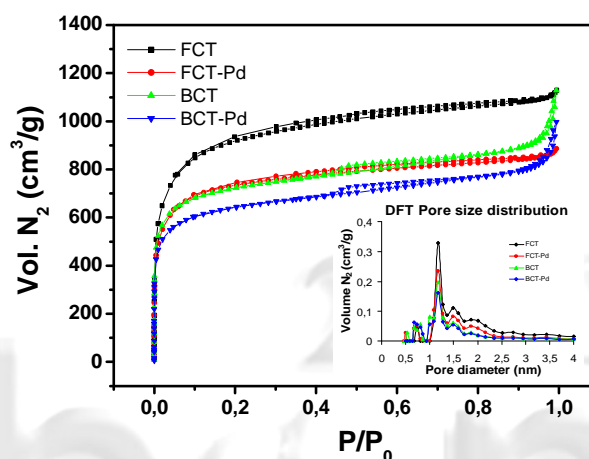 1400
1200
1000
800
600
400
200
0
Vol. N2 (cm3/g)
FCT
FCT-Pd
BCT
BCT-Pd
DFT Pore size distribution
0,4
0,3
0,2
0,1
0
Volume N2 (cm3/g)
FCT
FCT-Pd
BCT
BCT-Pd
0 0,5 1 1,5 2 2,5 3 3,5 4
Pore diameter (nm)
0,0 0,2 0,4 0,6 0,8 1,0
P/P0